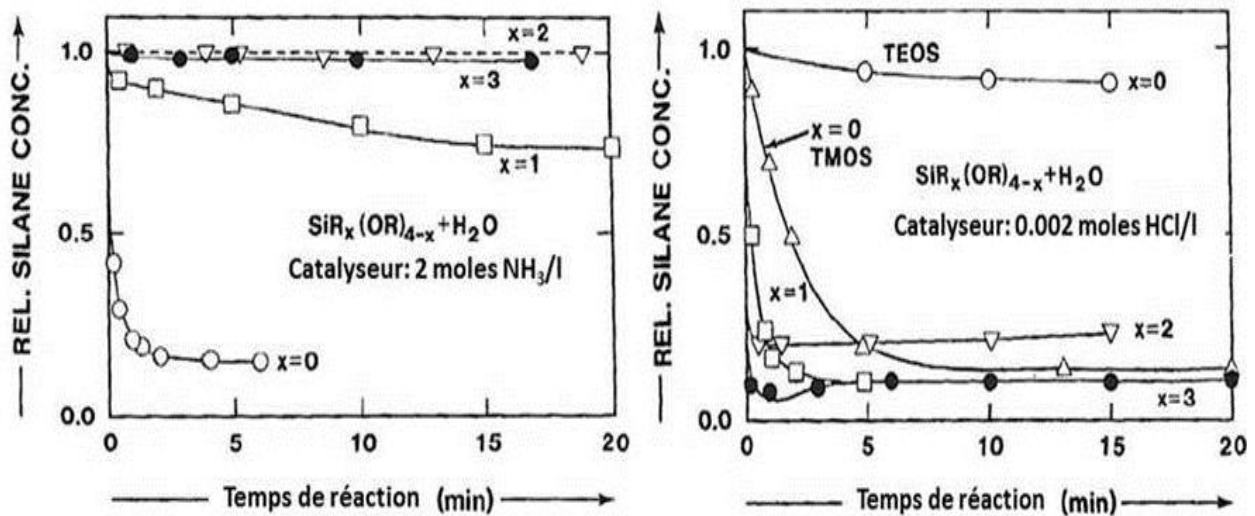 REL. SILANE CONC.
1.0
0.5
0.0
x=2
x=3
x=1
SiRx(OR)4-x+H2O
Catalyseur: 2 moles NH3/l
x=0
0 5 10 15 20
Temps de réaction (min)
REL. SILANE CONC.
1.0
0.5
0.0
TEOS
x=0
x=0
TMOS
SiRx(OR)4-x+H2O
Catalyseur: 0.002 moles HCl/l
x=1
x=2
x=3
0 5 10 15 20
Temps de réaction (min)